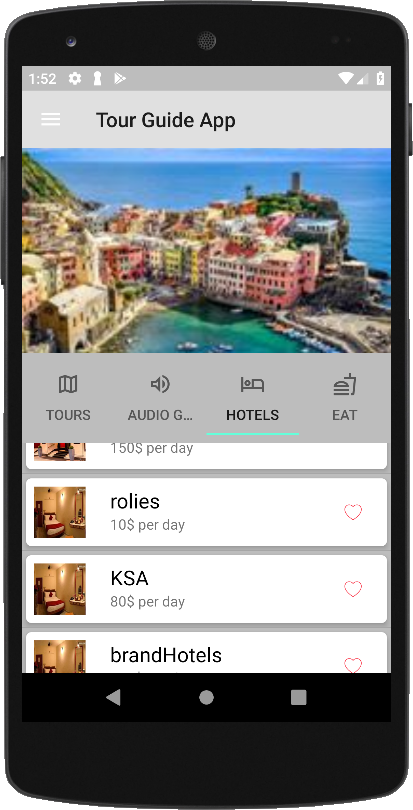 1:52
Tour Guide App
TOURS
AUDIO G...
HOTELS
EAT
150$ per day
rolies
10$ per day
KSA
80$ per day
brandHotels